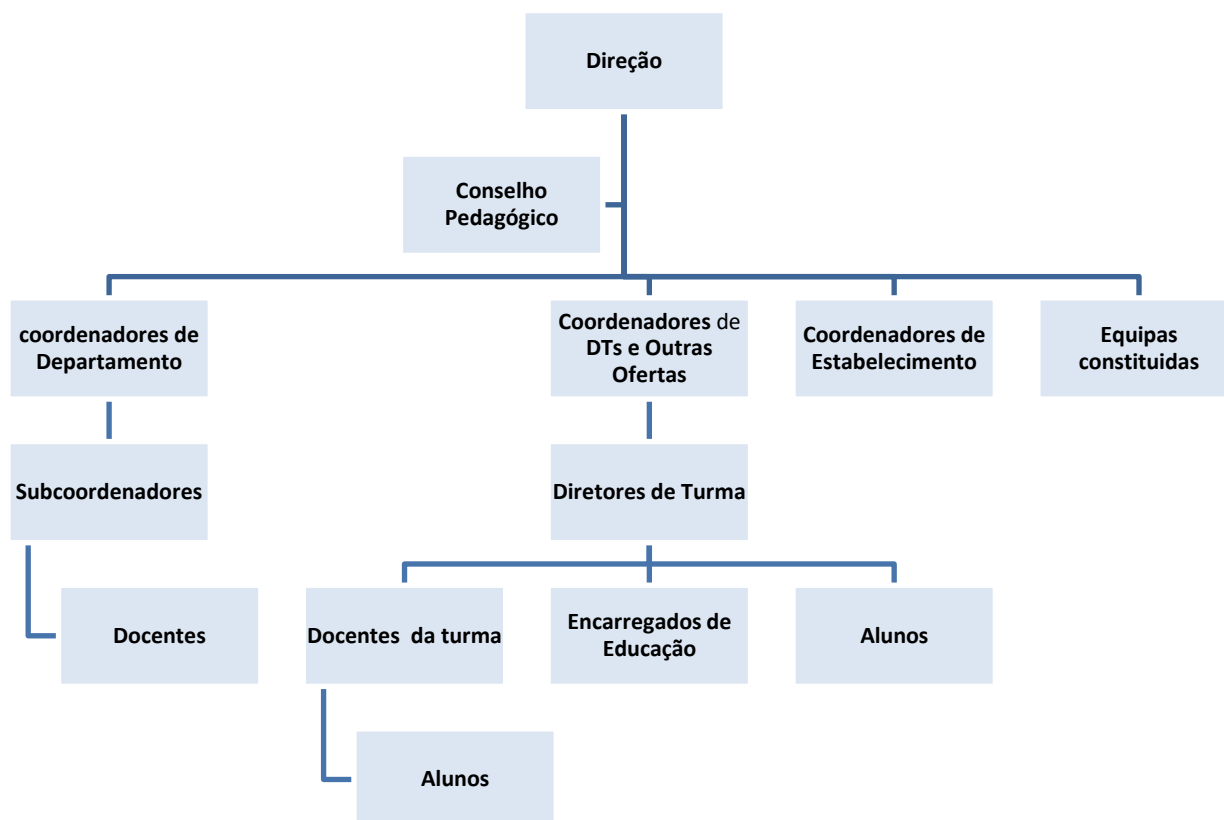 Direção
Conselho
Pedagógico
coordenadores de
Departamento
Coordenadores de
DTs e Outras
Ofertas
Coordenadores de
Estabelecimento
Equipas
constituidas
Subcoordenadores
Diretores de Turma
Docentes
Docentes da turma
Encarregados de
Educação
Alunos
Alunos